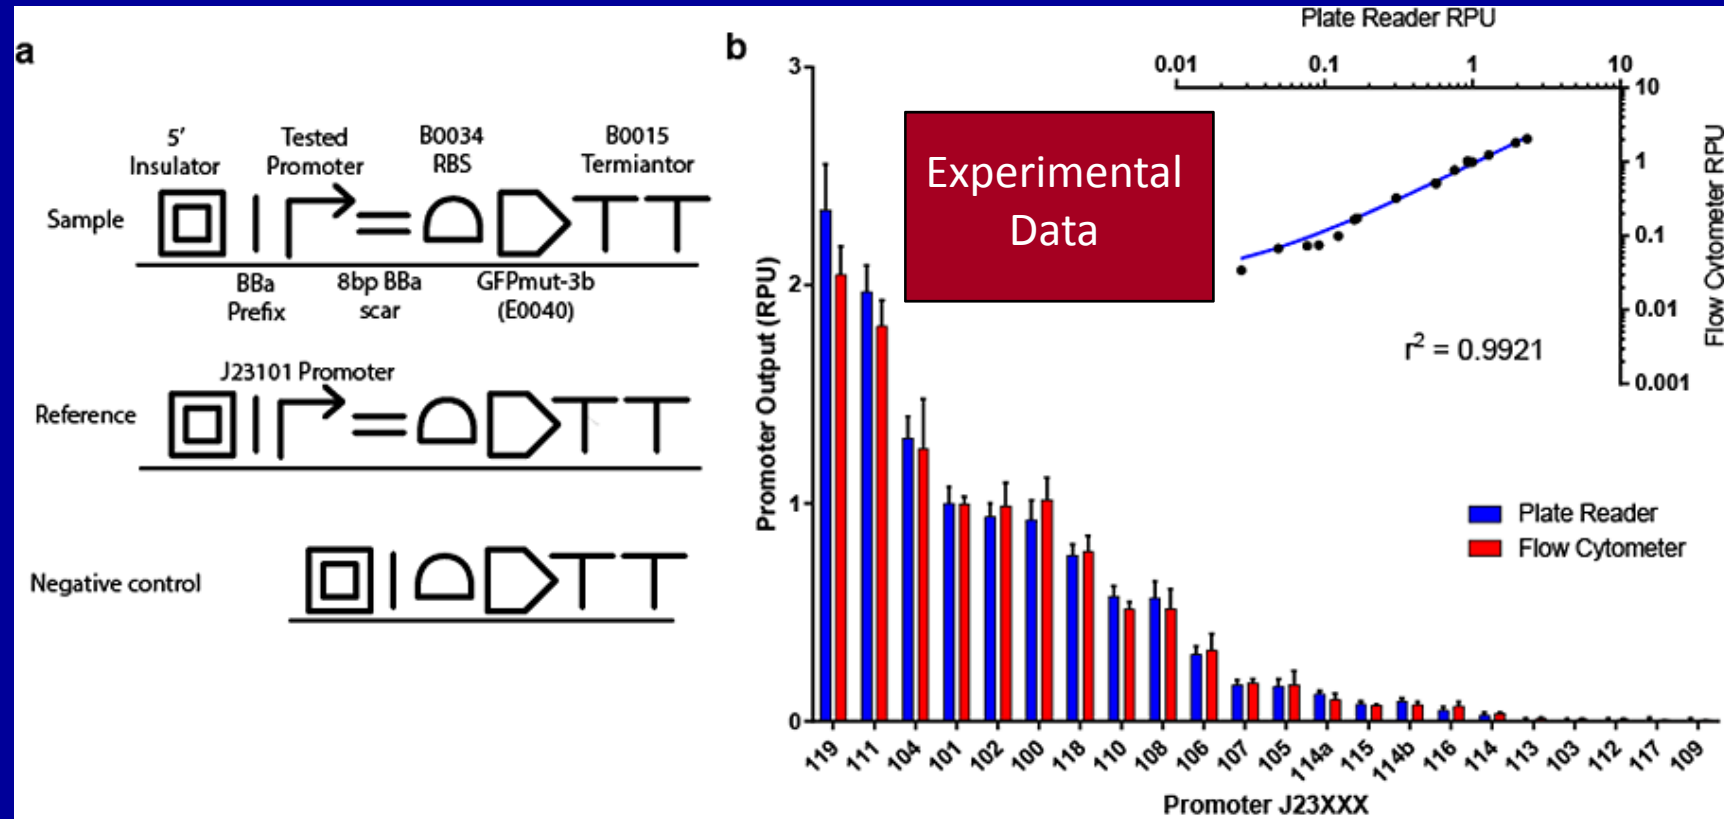 a
5'
Insulator
Tested
Promoter
B0034
RBS
B0015
Termiantor
Sample
BBa
Prefix
8bp BBa
scar
GFPmut-3b
(E0040)
J23101 Promoter
Reference
Negative control
b
Plate Reader RPU
0.01 0.1 1 10
10
1
0.1
0.01
0.001
Flow Cytometer RPU
r² = 0.9921
Experimental
Data
Promoter Output (RPU)
3
2
1
0
Plate Reader
Flow Cytometer
119 111 104 101 102 100 118 110 108 106 107 105 114a 115 114b 116 114 113 103 112 117 109
Promoter J23XXX